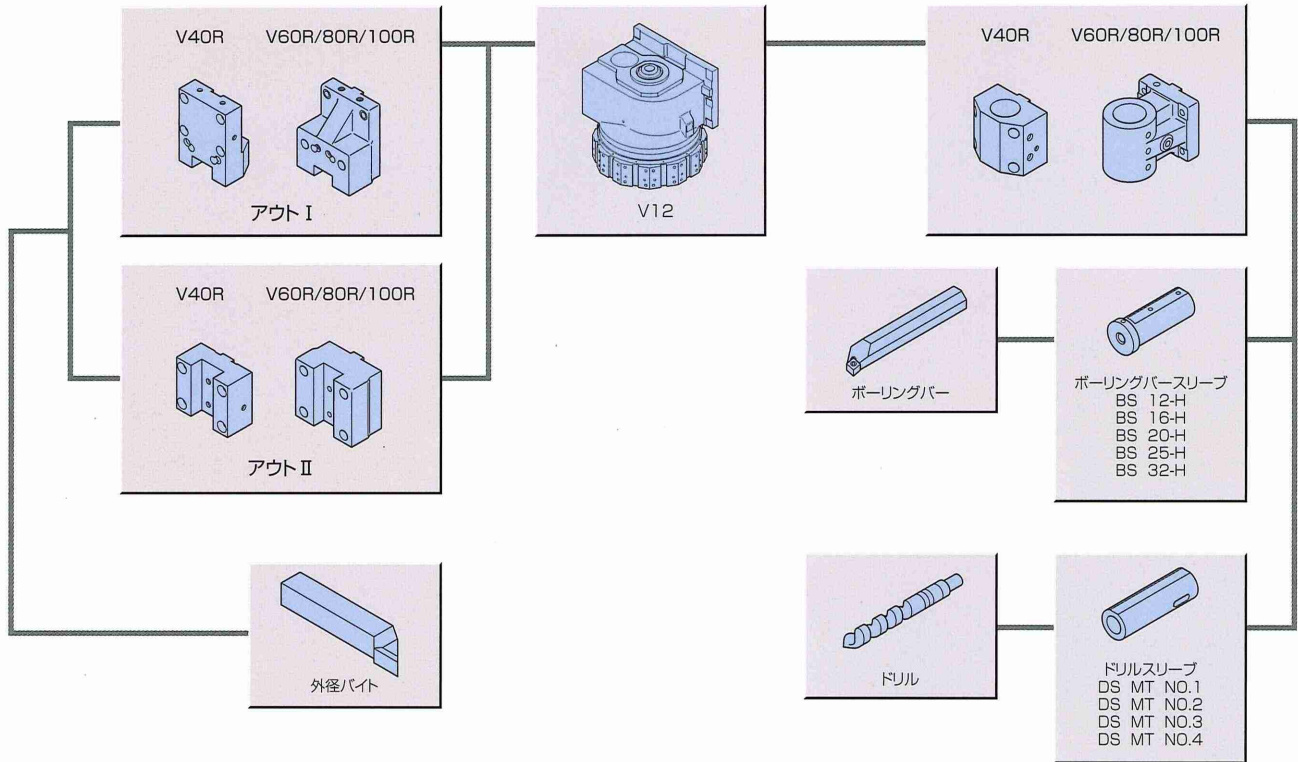 V40R V60R/80R/100R
アウト I
V40R V60R/80R/100R
アウト II
外径バイト
V12
V40R V60R/80R/100R
ボーリングバー
ボーリングバースリーブ
BS 12-H
BS 16-H
BS 20-H
BS 25-H
BS 32-H
ドリル
ドリルスリーブ
DS MT NO.1
DS MT NO.2
DS MT NO.3
DS MT NO.4